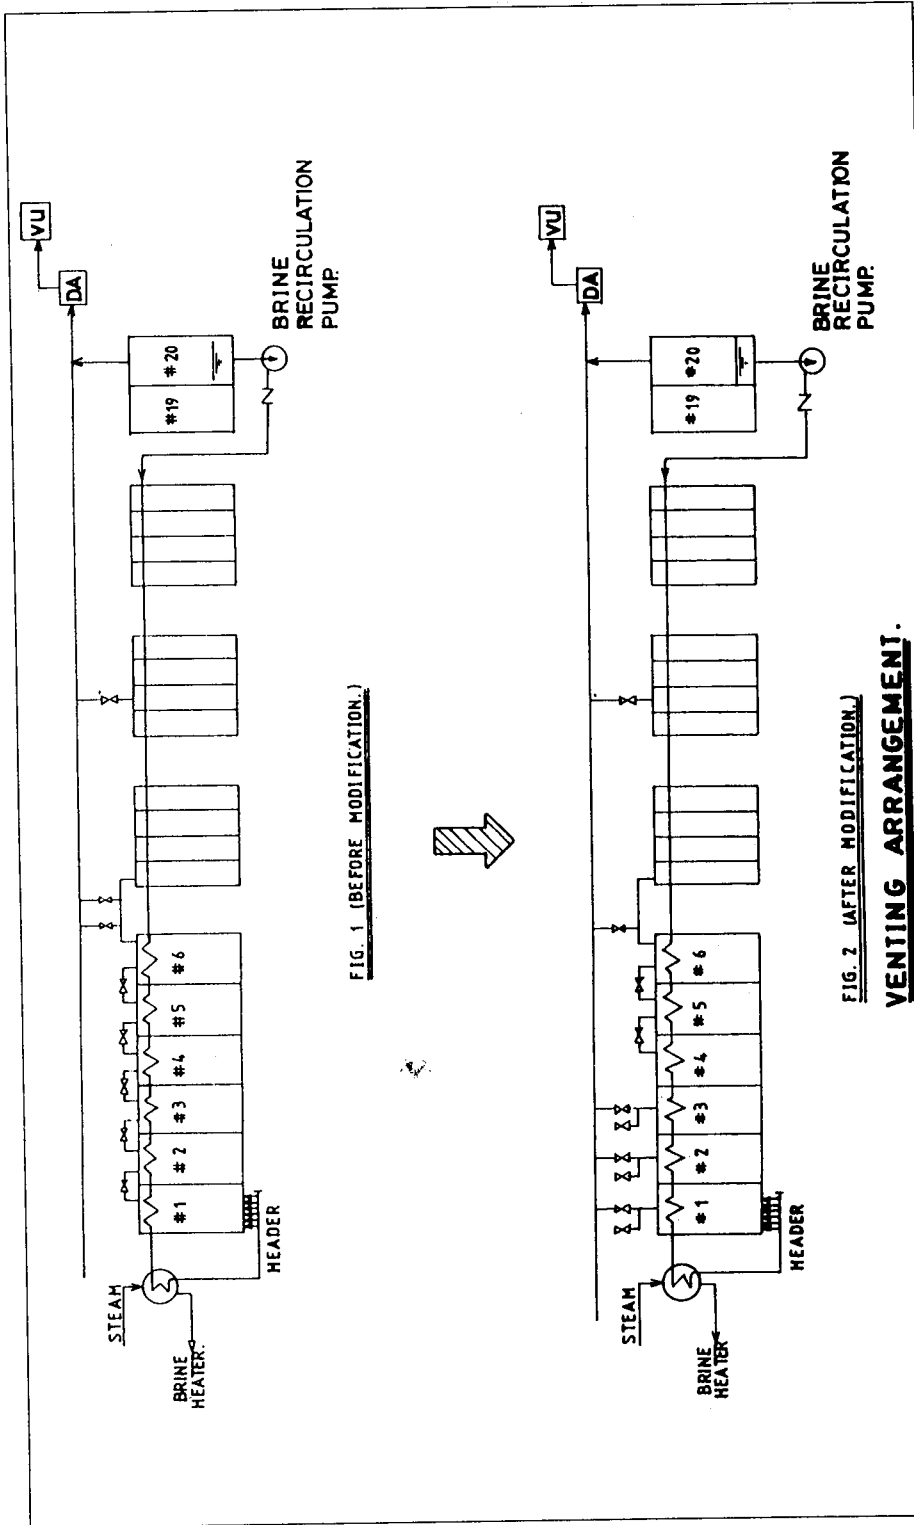 VU
DA
#19
#20
BRINE
RECIRCULATION
PUMP.
#1
#2
#3
#4
#5
#6
STEAM
HEADER
BRINE
HEATER.
FIG. 1 (BEFORE MODIFICATION.)
VU
DA
#19
#20
BRINE
RECIRCULATION
PUMP.
#1
#2
#3
#4
#5
#6
STEAM
HEADER
BRINE
HEATER
FIG. 2 (AFTER MODIFICATION.)
VENTING ARRANGEMENT.